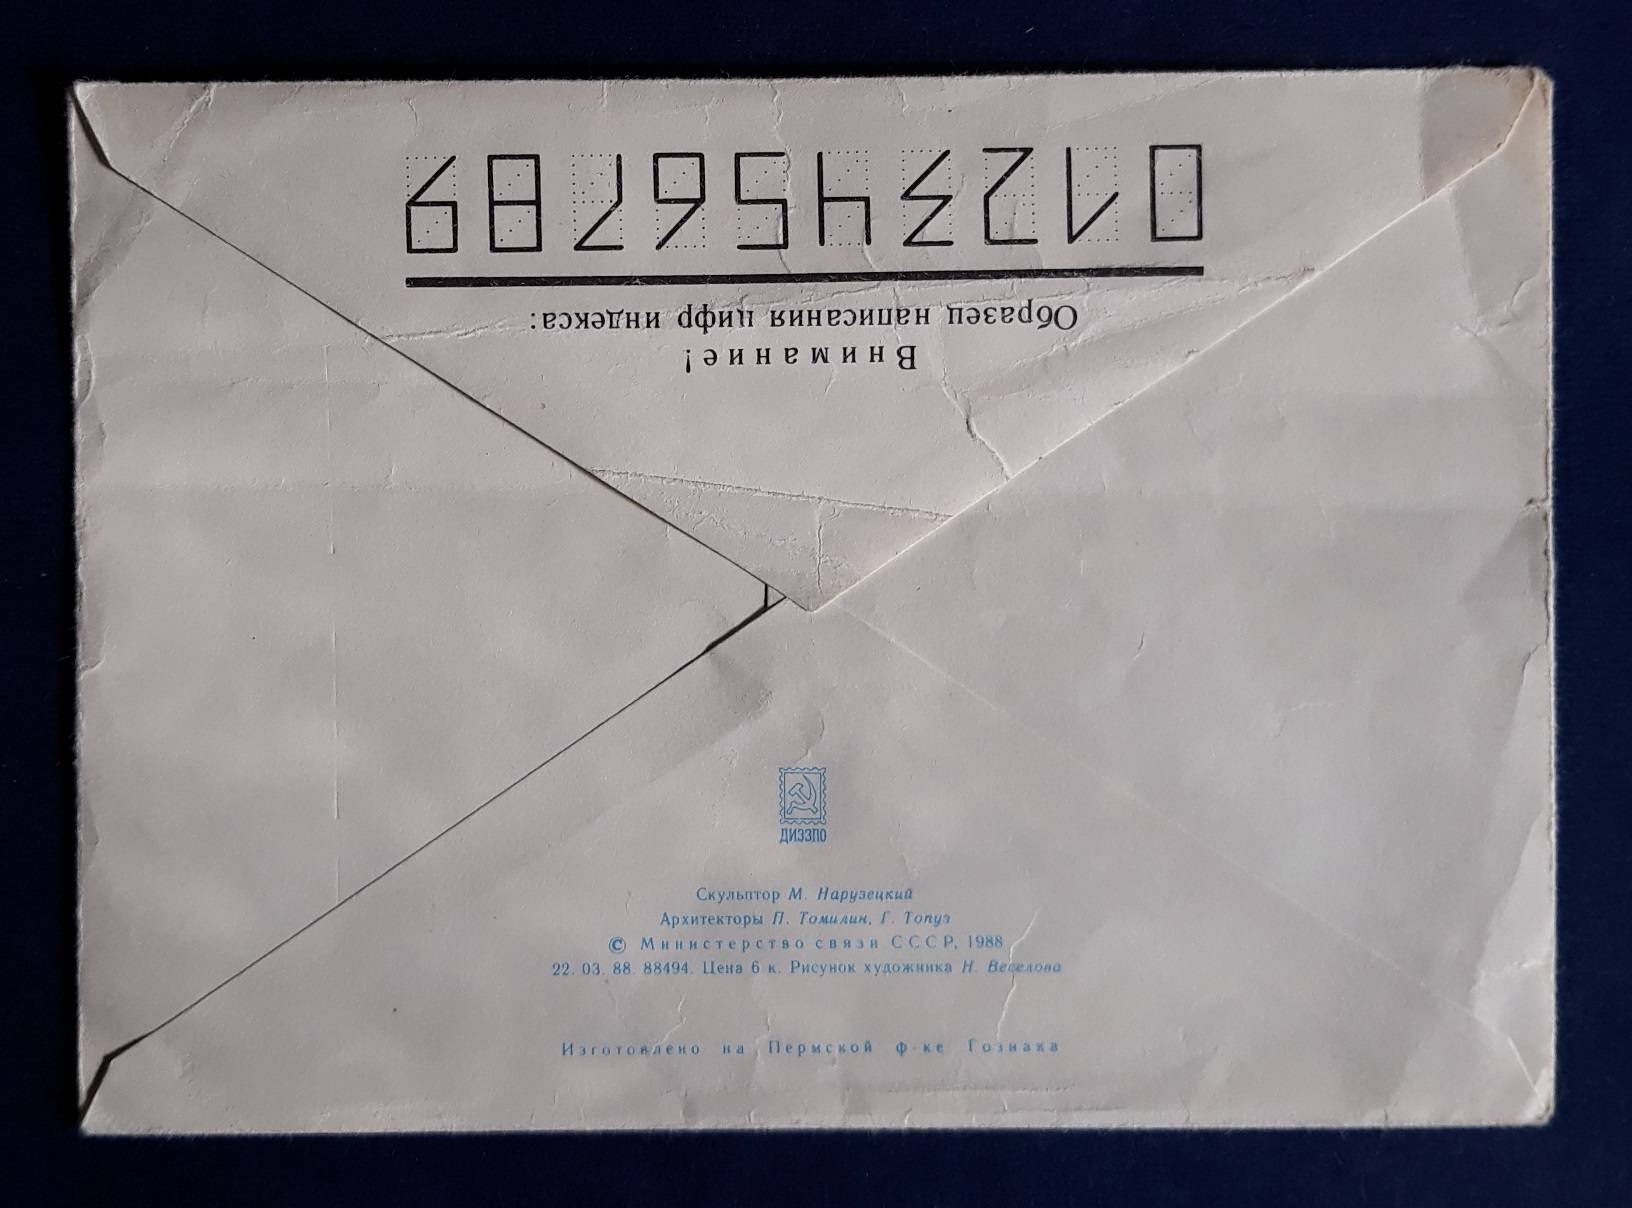 Внимание!
Образец написания цифр индекса:
0123456789
ДИЭЗПО
Скульптор М. Нарузецкий
Архитекторы П. Томилин, Г. Топуз
© Министерство связи СССР, 1988
22. 03. 88. 88494. Цена 6 к. Рисунок художника Н. Веселова
Изготовлено на Пермской ф-ке Гознака